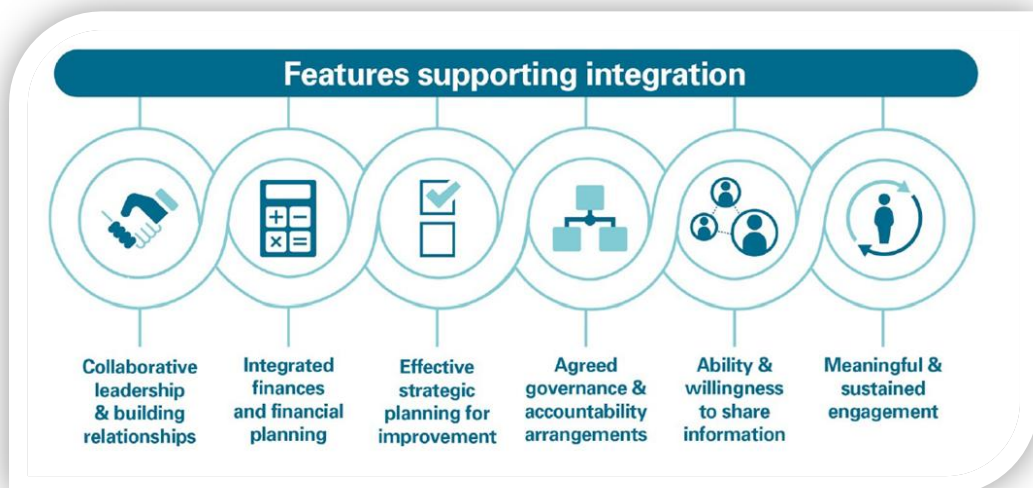 Features supporting integration
Collaborative
leadership
& building
relationships
Integrated
finances
and financial
planning
Effective
strategic
planning for
improvement
Agreed
governance &
accountability
arrangements
Ability &
willingness
to share
information
Meaningful &
sustained
engagement